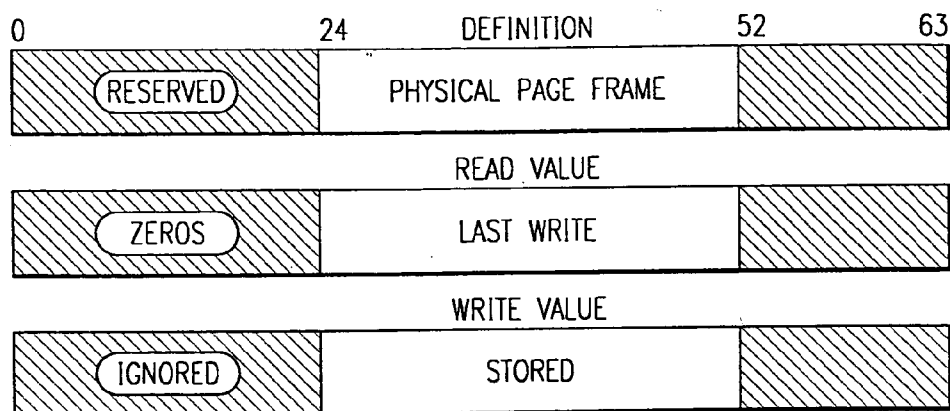 0 24 DEFINITION 52 63
RESERVED PHYSICAL PAGE FRAME
READ VALUE
ZEROS LAST WRITE
WRITE VALUE
IGNORED STORED